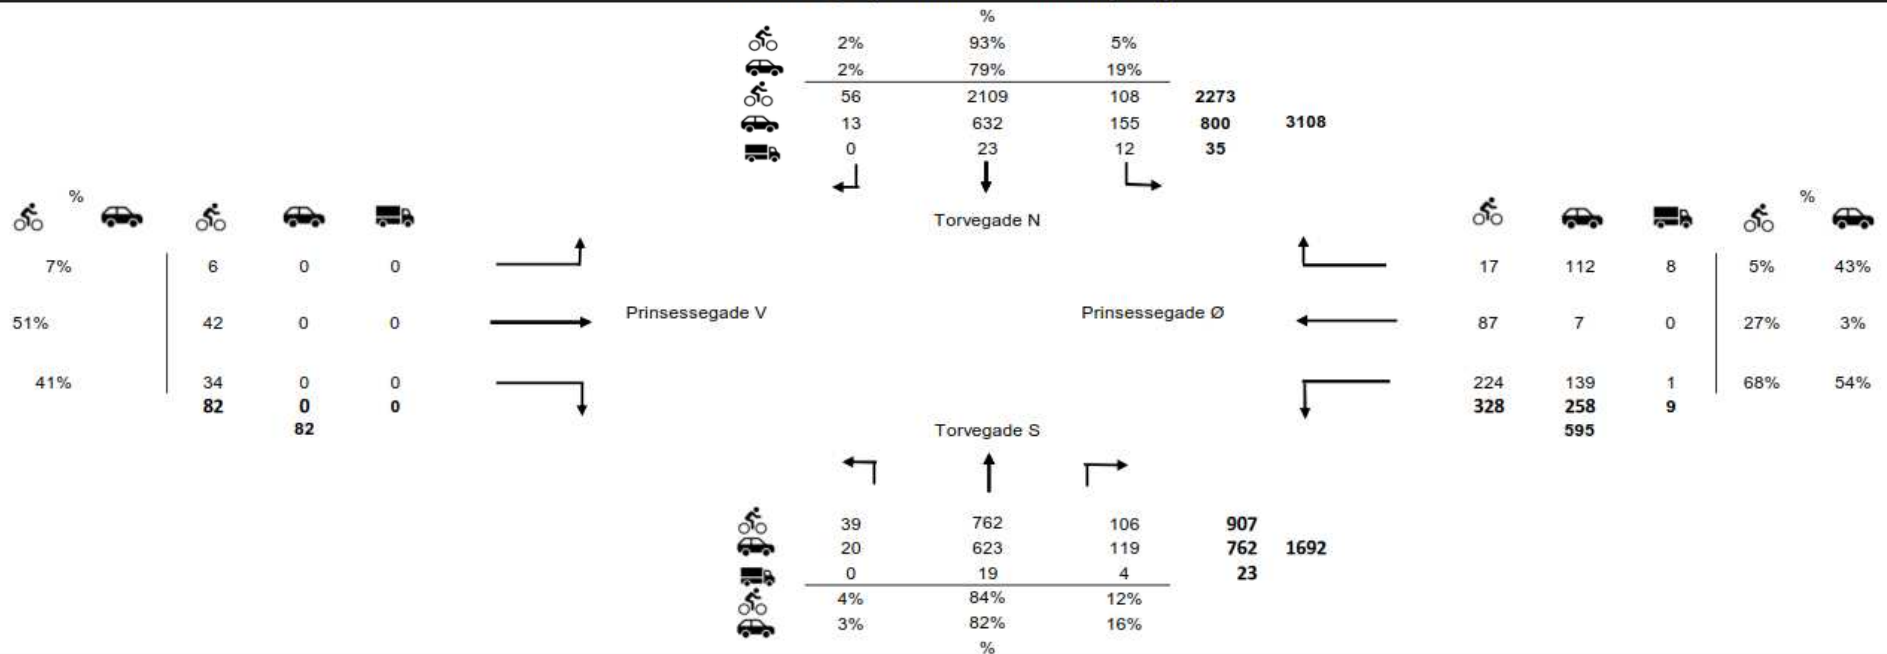 %
2% 93% 5%
2% 79% 19%
56 2109 108 2273
13 632 155 800 3108
0 23 12 35
Torvegade N
%
7% 6 0 0
51% 42 0 0
41% 34 0 0
82 0 0
82
Prinsessegade V
Prinsessegade Ø
%
17 112 8 5% 43%
87 7 0 27% 3%
224 139 1 68% 54%
328 258 9
595
Torvegade S
39 762 106 907
20 623 119 762 1692
0 19 4 23
4% 84% 12%
3% 82% 16%
%